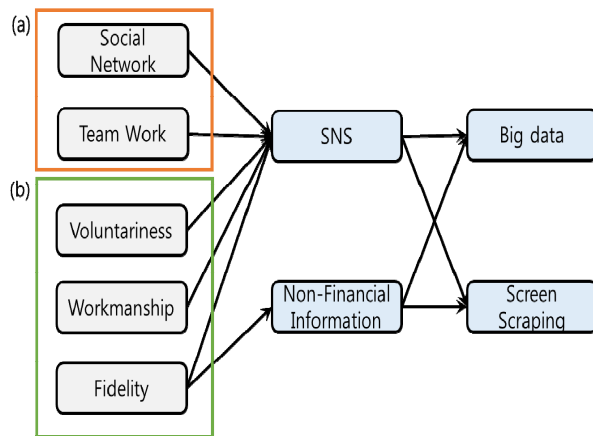 (a)
Social
Network
Team Work
SNS
Big data
(b)
Voluntariness
Workmanship
Non-Financial
Information
Screen
Scraping
Fidelity